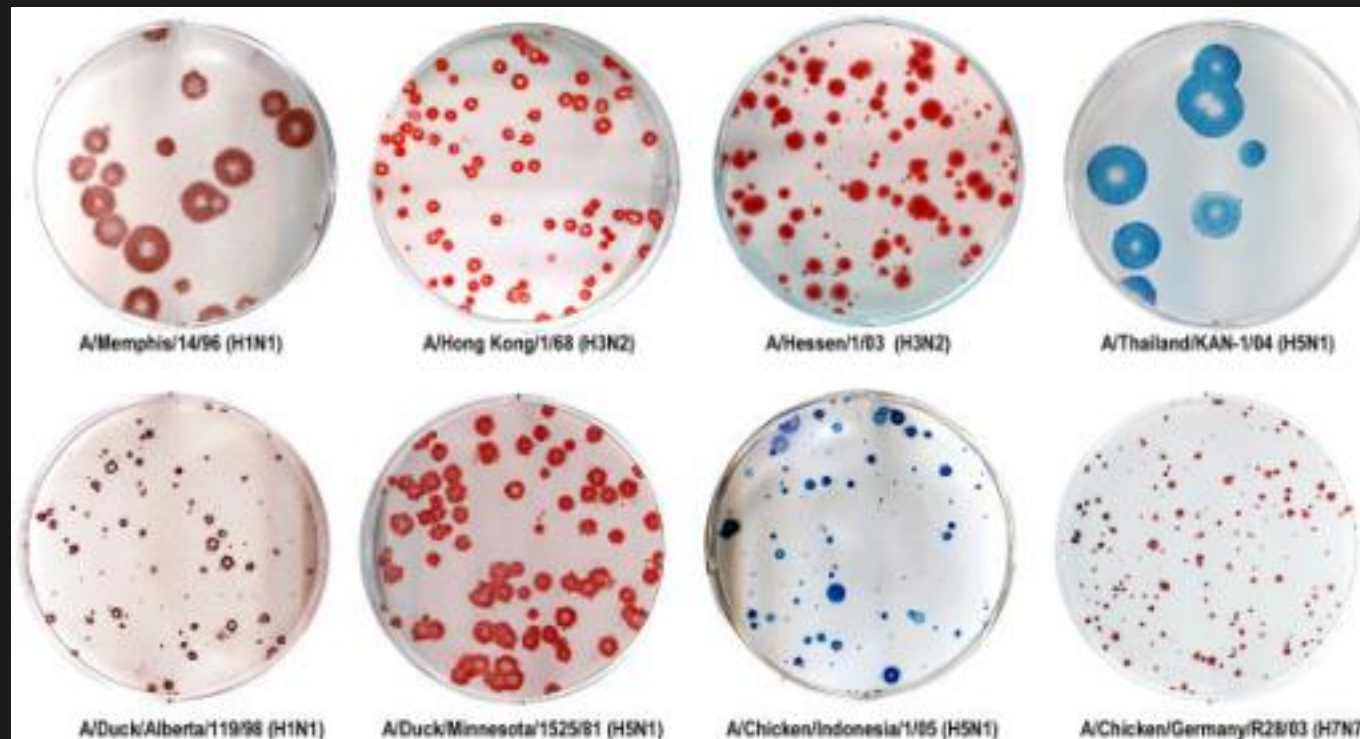 A/Memphis/14/96 (H1N1)
A/Hong Kong/1/68 (H3N2)
A/Hessen/1/03 (H3N2)
A/Thailand/KAN-1/04 (H5N1)
A/Duck/Alberta/119/98 (H1N1)
A/Duck/Minnesota/1525/81 (H5N1)
A/Chicken/Indonesia/1/05 (H5N1)
A/Chicken/Germany/R28/03 (H7N7